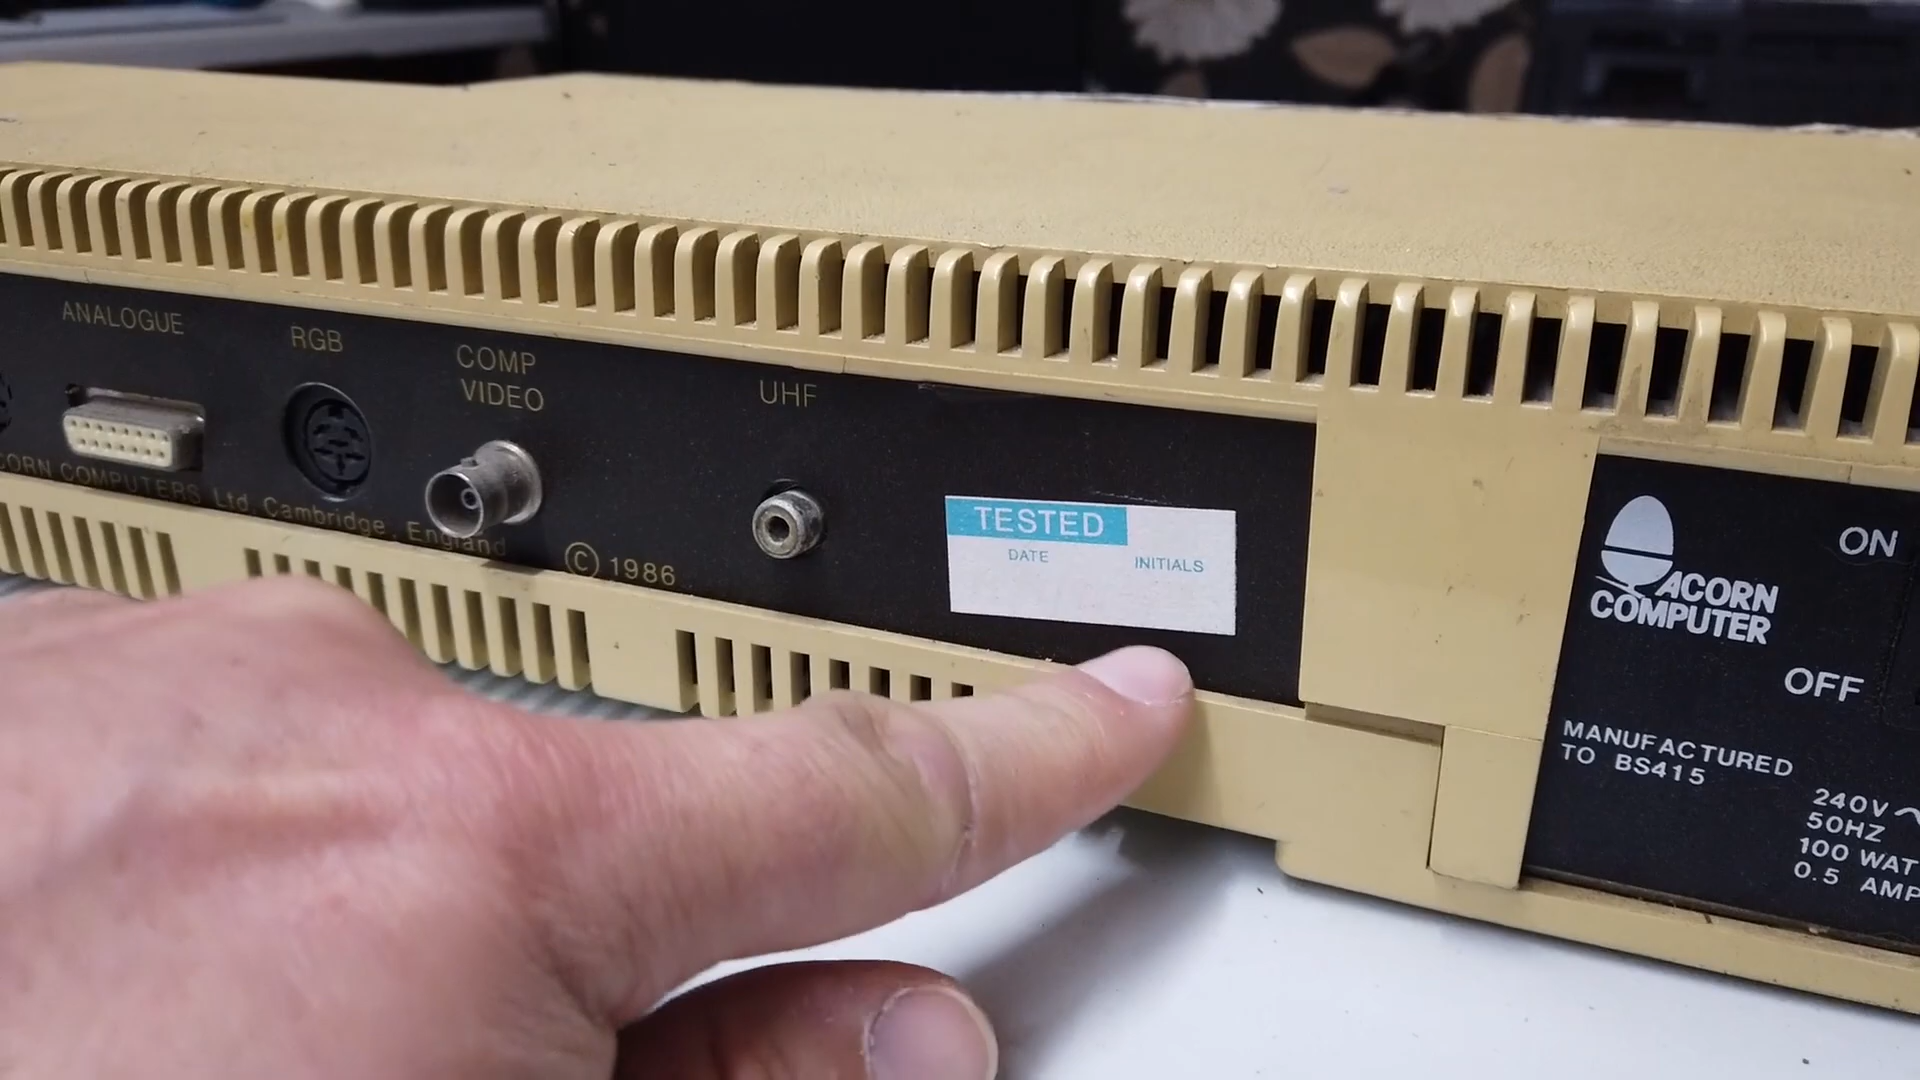 ANALOGUE
RGB
COMP
VIDEO
UHF
CORN COMPUTERS Ltd, Cambridge, England
© 1986
TESTED
DATE
INITIALS
ACORN
COMPUTER
ON
OFF
MANUFACTURED
TO BS415
240V~
50HZ
100 WAT
0.5 AMP